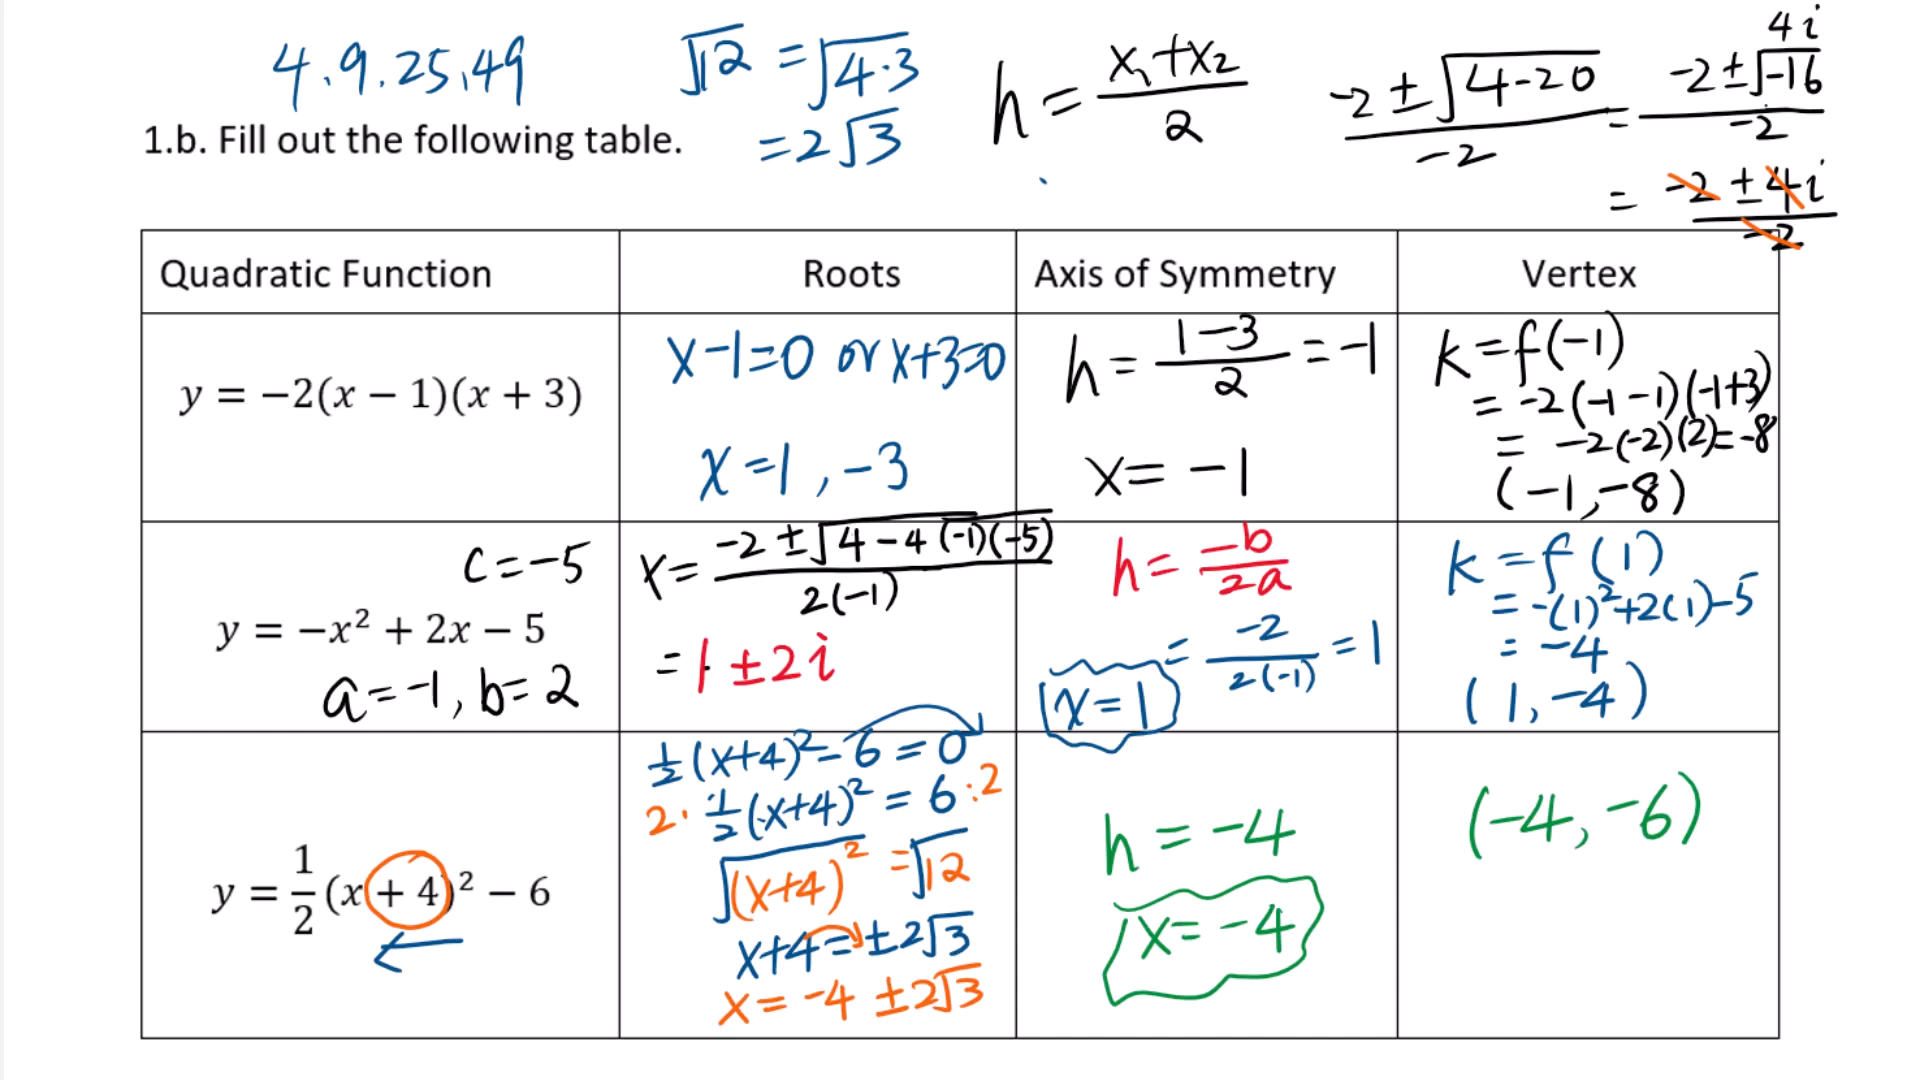 4.9.25.49
√12 = √4·3
= 2√3
h = (x₁+x₂)/2
(-2 ± √4-20)/-2 = (-2 ± √-16)/-2
4i
= (-2 ± 4i)/-2
1.b. Fill out the following table.
Quadratic Function Roots Axis of Symmetry Vertex
y = −2(x − 1)(x + 3)
x-1=0 or x+3=0
x=1, -3
h = (1-3)/2 = -1
x= -1
k=f(-1)
= -2(-1-1)(-1+3)
= -2(-2)(2)=-8
(-1,-8)
c=-5
y = −x² + 2x − 5
a=-1, b=2
x= (-2 ± √4-4(-1)(-5))/2(-1)
= 1 ± 2i
h= -b/2a
= -2/2(-1) = 1
x=1
k=f(1)
= -(1)²+2(1)-5
= -4
(1,-4)
y = 1/2 (x + 4)² − 6
½(x+4)²-6=0
2· ½(x+4)² = 6 ·2
√(x+4)² = √12
x+4= ±2√3
x= -4 ±2√3
h = -4
x= -4
(-4,-6)